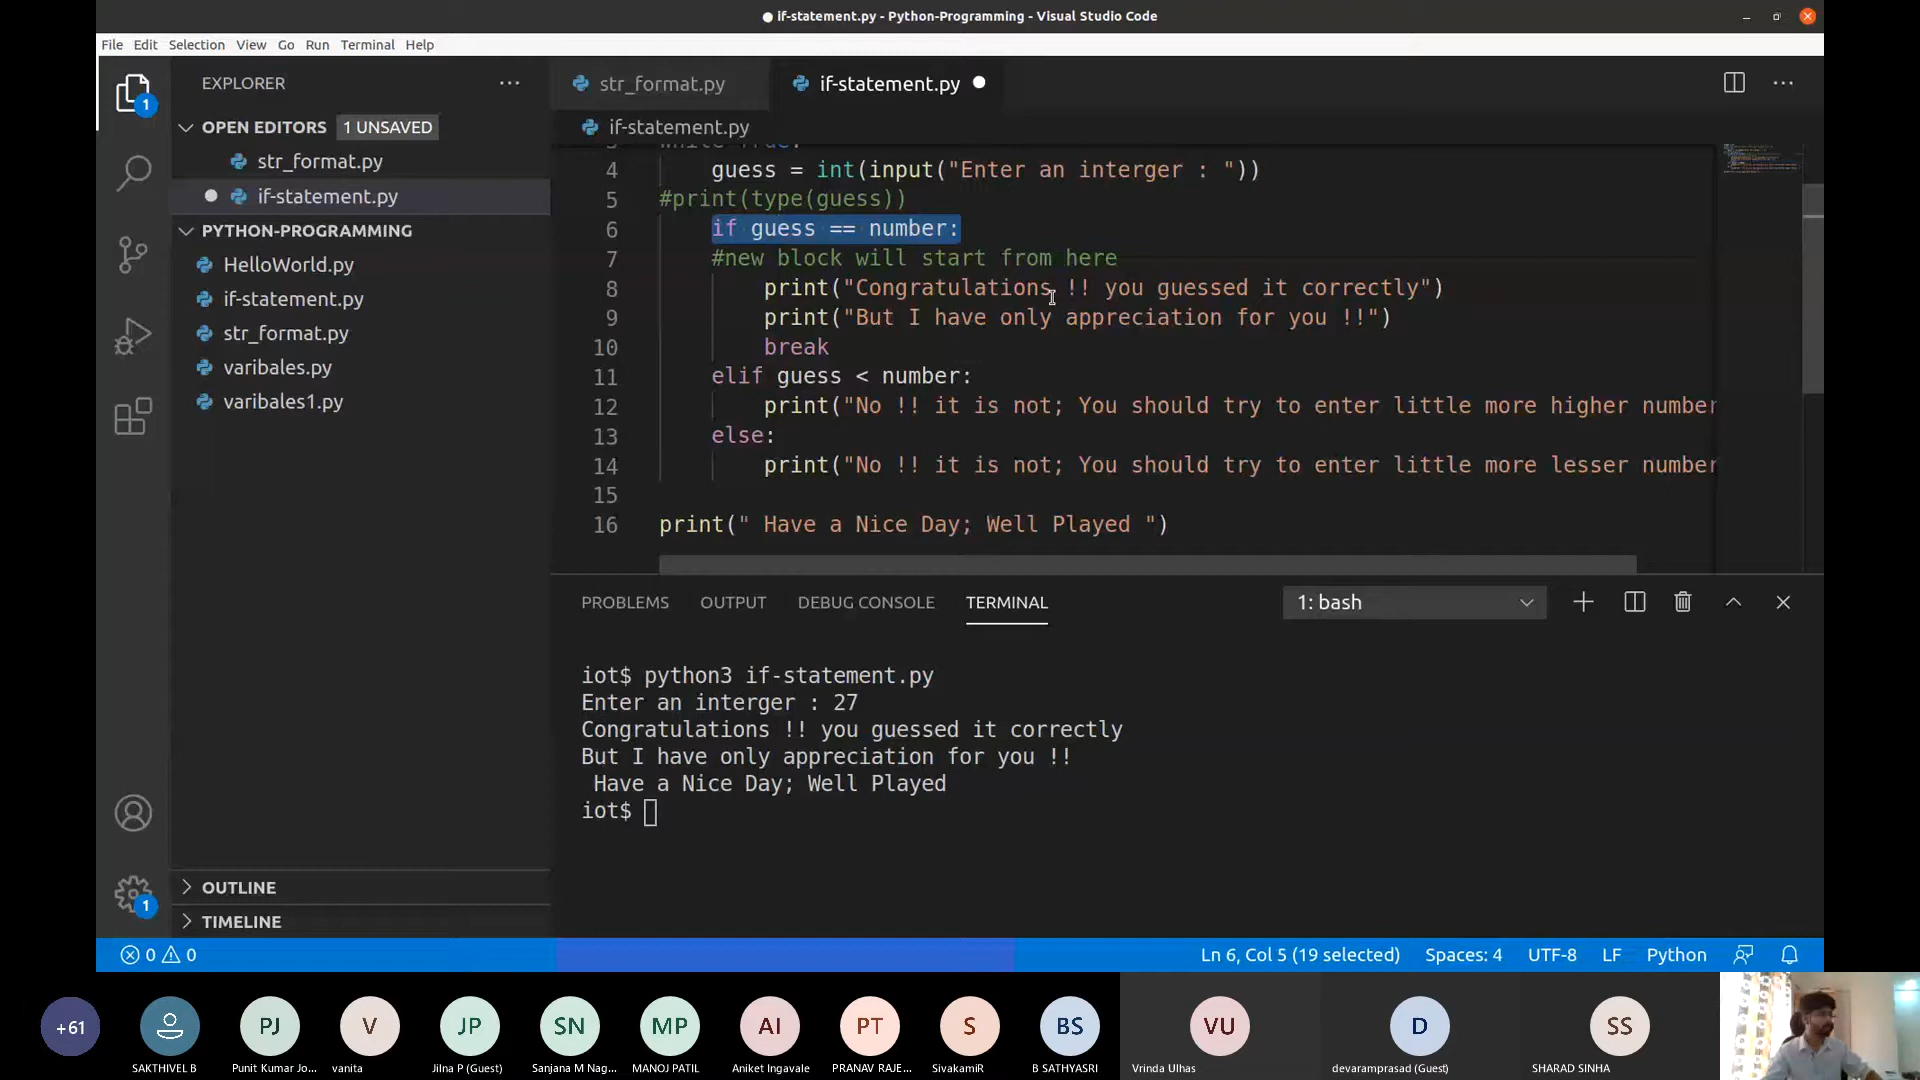 if-statement.py - Python-Programming - Visual Studio Code
File Edit Selection View Go Run Terminal Help
EXPLORER
OPEN EDITORS 1 UNSAVED
str_format.py
if-statement.py
PYTHON-PROGRAMMING
HelloWorld.py
if-statement.py
str_format.py
varibales.py
varibales1.py
OUTLINE
TIMELINE
1
1
str_format.py if-statement.py
if-statement.py
4 guess = int(input("Enter an interger : "))
5 #print(type(guess))
6 if guess == number:
7 #new block will start from here
8 print("Congratulations !! you guessed it correctly")
9 print("But I have only appreciation for you !!")
10 break
11 elif guess < number:
12 print("No !! it is not; You should try to enter little more higher number
13 else:
14 print("No !! it is not; You should try to enter little more lesser number
15
16 print(" Have a Nice Day; Well Played ")
PROBLEMS OUTPUT DEBUG CONSOLE TERMINAL 1: bash
iot$ python3 if-statement.py
Enter an interger : 27
Congratulations !! you guessed it correctly
But I have only appreciation for you !!
Have a Nice Day; Well Played
iot$
0 0 Ln 6, Col 5 (19 selected) Spaces: 4 UTF-8 LF Python
+61 PJ V JP SN MP AI PT S BS VU D SS
SAKTHIVEL B Punit Kumar Jo... vanita Jilna P (Guest) Sanjana M Nag... MANOJ PATIL Aniket Ingavale PRANAV RAJE... SivakamiR B SATHYASRI Vrinda Ulhas devaramprasad (Guest) SHARAD SINHA